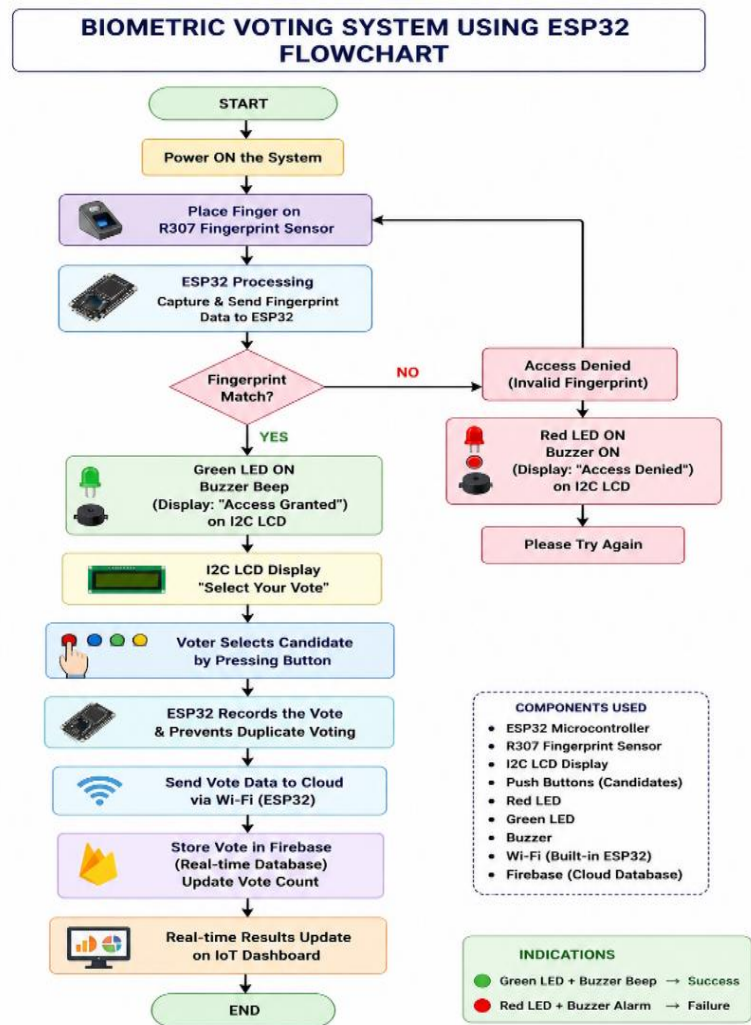 BIOMETRIC VOTING SYSTEM USING ESP32
FLOWCHART
START
Power ON the System
Place Finger on
R307 Fingerprint Sensor
ESP32 Processing
Capture & Send Fingerprint
Data to ESP32
Fingerprint
Match?
NO
Access Denied
(Invalid Fingerprint)
YES
Red LED ON
Buzzer ON
(Display: "Access Denied")
on I2C LCD
Please Try Again
Green LED ON
Buzzer Beep
(Display: "Access Granted")
on I2C LCD
I2C LCD Display
"Select Your Vote"
Voter Selects Candidate
by Pressing Button
ESP32 Records the Vote
& Prevents Duplicate Voting
Send Vote Data to Cloud
via Wi-Fi (ESP32)
Store Vote in Firebase
(Real-time Database)
Update Vote Count
Real-time Results Update
on IoT Dashboard
END
COMPONENTS USED
• ESP32 Microcontroller
• R307 Fingerprint Sensor
• I2C LCD Display
• Push Buttons (Candidates)
• Red LED
• Green LED
• Buzzer
• Wi-Fi (Built-in ESP32)
• Firebase (Cloud Database)
INDICATIONS
Green LED + Buzzer Beep → Success
Red LED + Buzzer Alarm → Failure